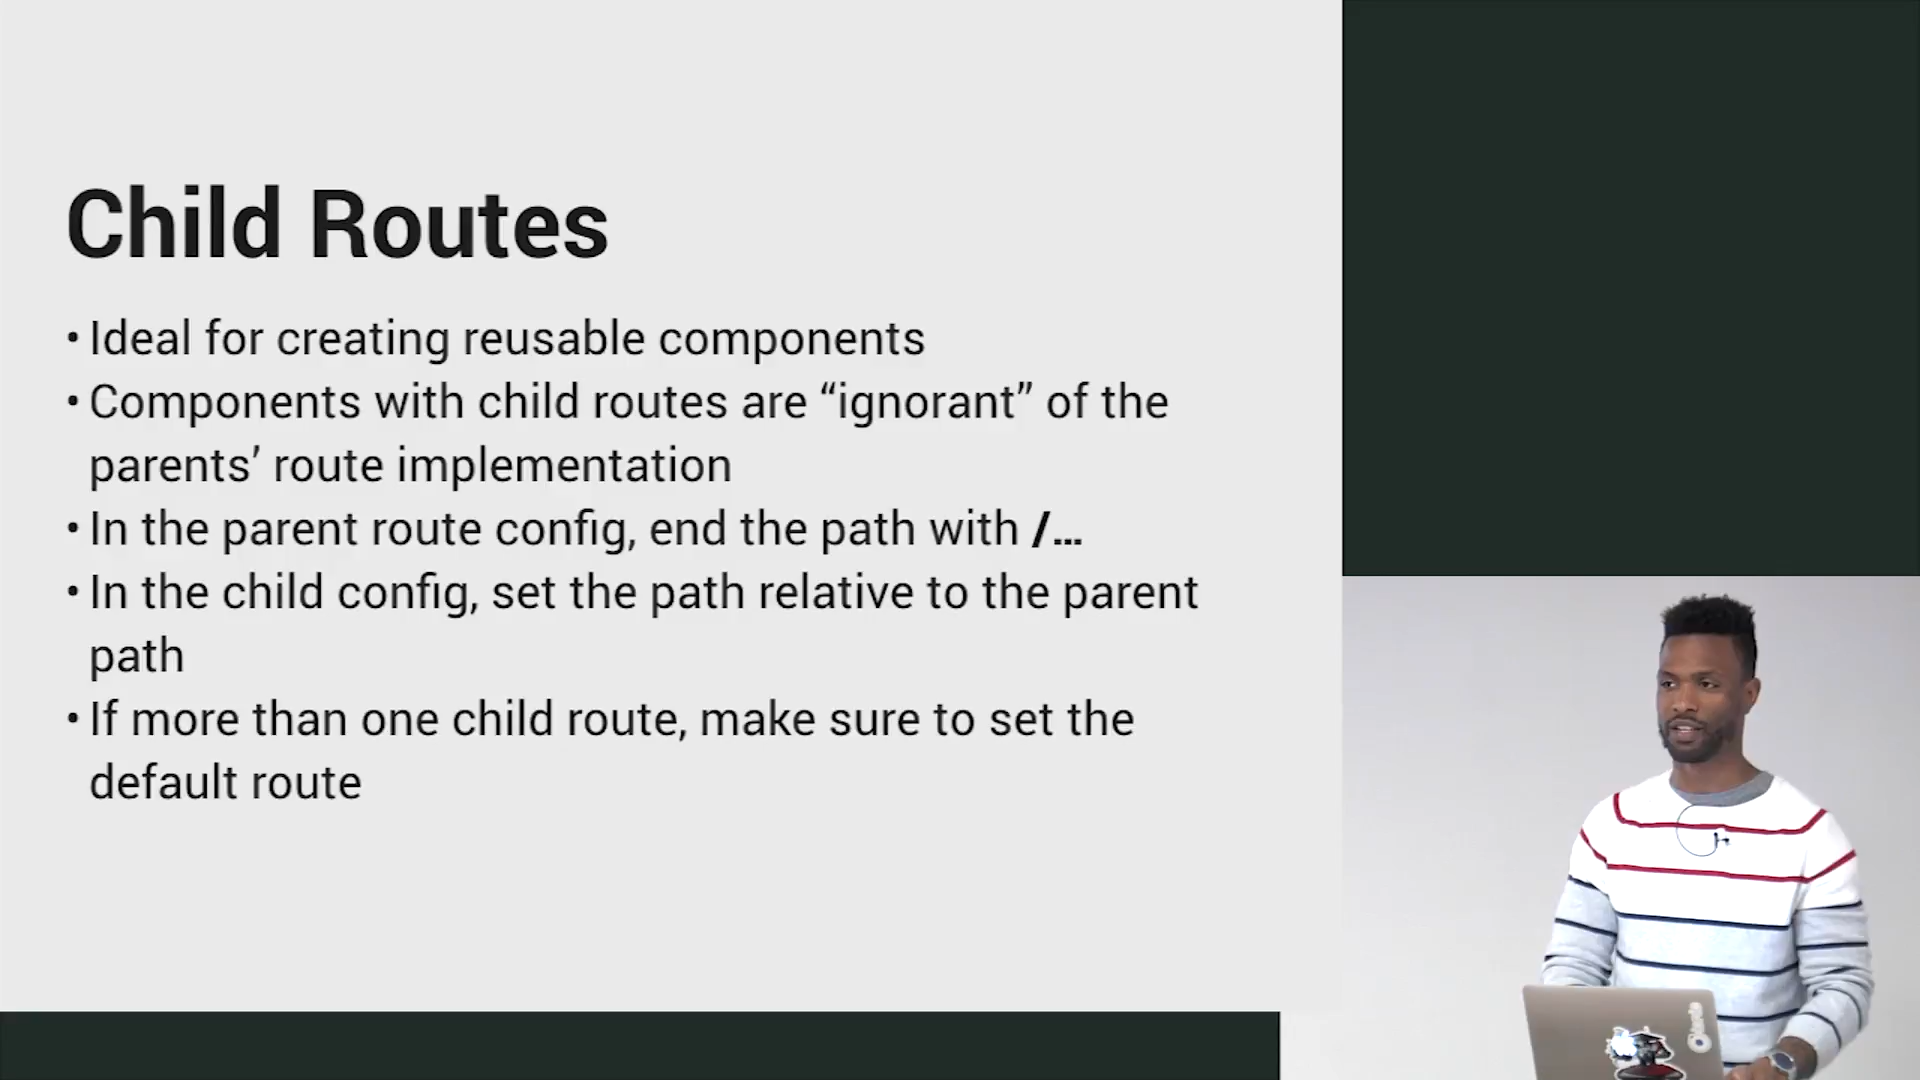 Child Routes
• Ideal for creating reusable components
• Components with child routes are “ignorant” of the
parents’ route implementation
• In the parent route config, end the path with /...
• In the child config, set the path relative to the parent
path
• If more than one child route, make sure to set the
default route